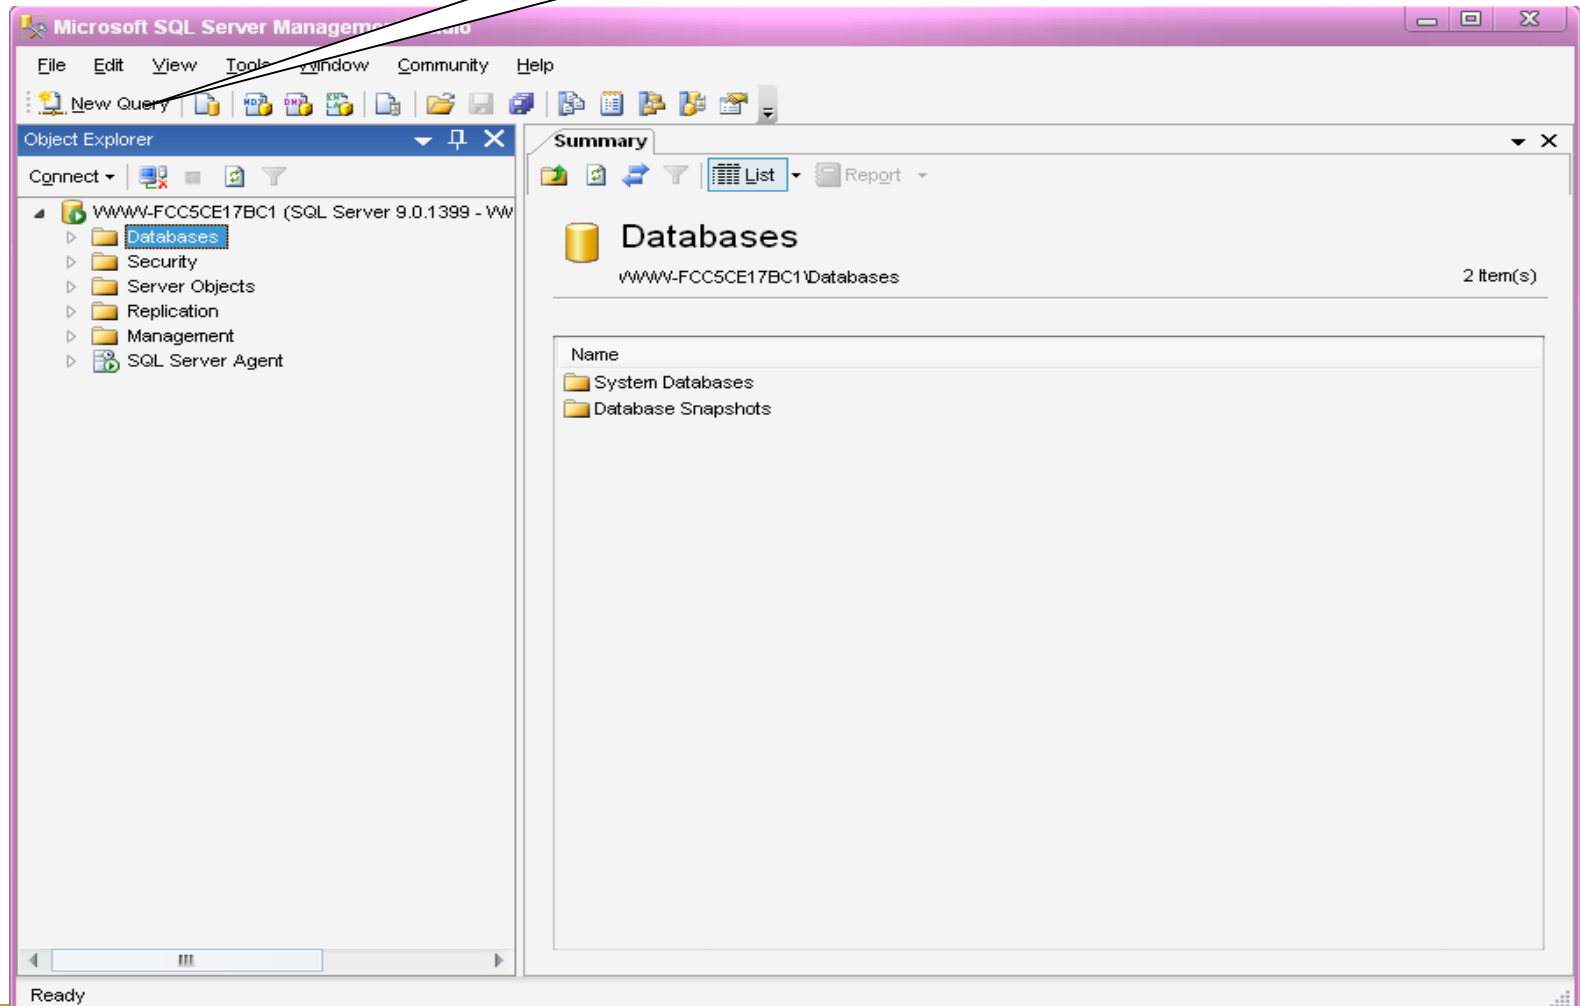 Microsoft SQL Server Management Studio
File Edit View Tools Window Community Help
New Query
Object Explorer
Connect
WWW-FCC5CE17BC1 (SQL Server 9.0.1399 - WW
Databases
Security
Server Objects
Replication
Management
SQL Server Agent
Summary
List Report
Databases
WWW-FCC5CE17BC1\Databases 2 Item(s)
Name
System Databases
Database Snapshots
Ready